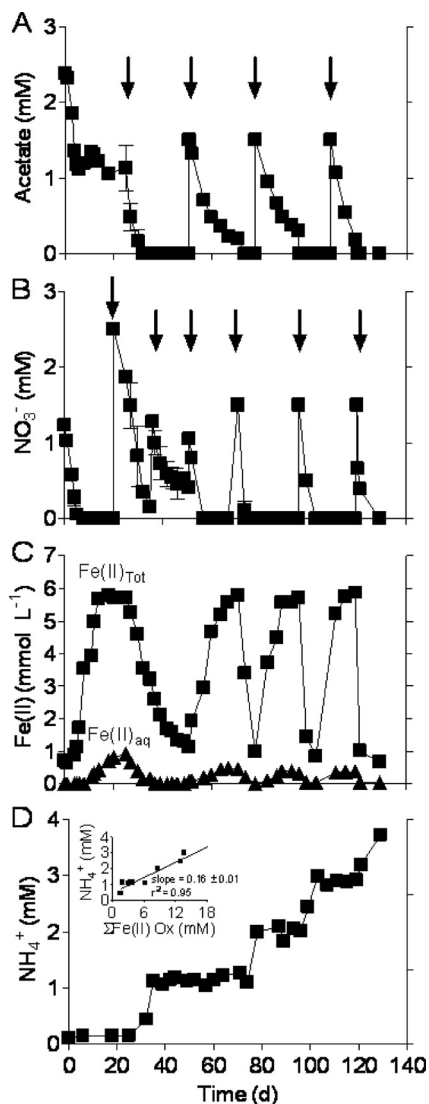 A
Acetate (mM)
3
2
1
0
B
NO₃⁻ (mM)
3
2
1
0
C
Fe(II) (mmol L⁻¹)
7
6
5
4
3
2
1
0
Fe(II)Tot
Fe(II)aq
D
NH₄⁺ (mM)
4
3
2
1
0
NH₄⁺ (mM)
4
3
2
1
0
slope = 0.16 ±0.01
r² = 0.95
0 6 12 18
ΣFe(II) Ox (mM)
0 20 40 60 80 100 120 140
Time (d)